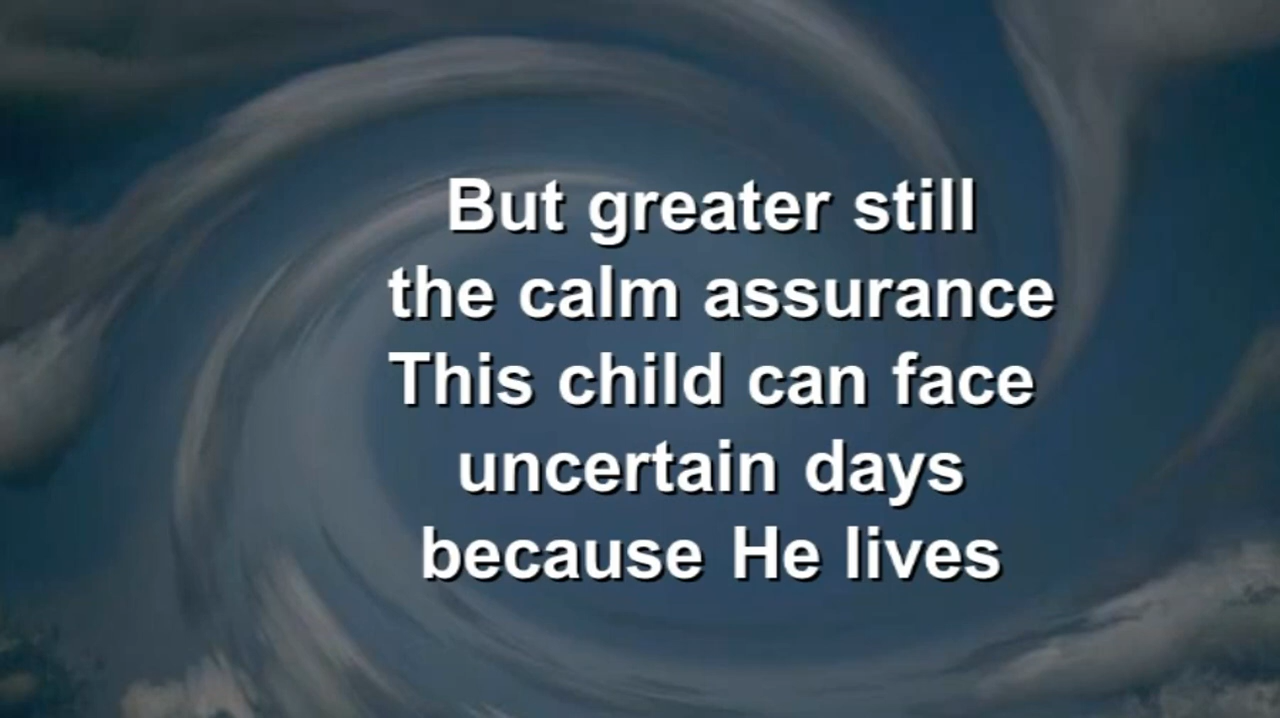 But greater still
the calm assurance
This child can face
uncertain days
because He lives